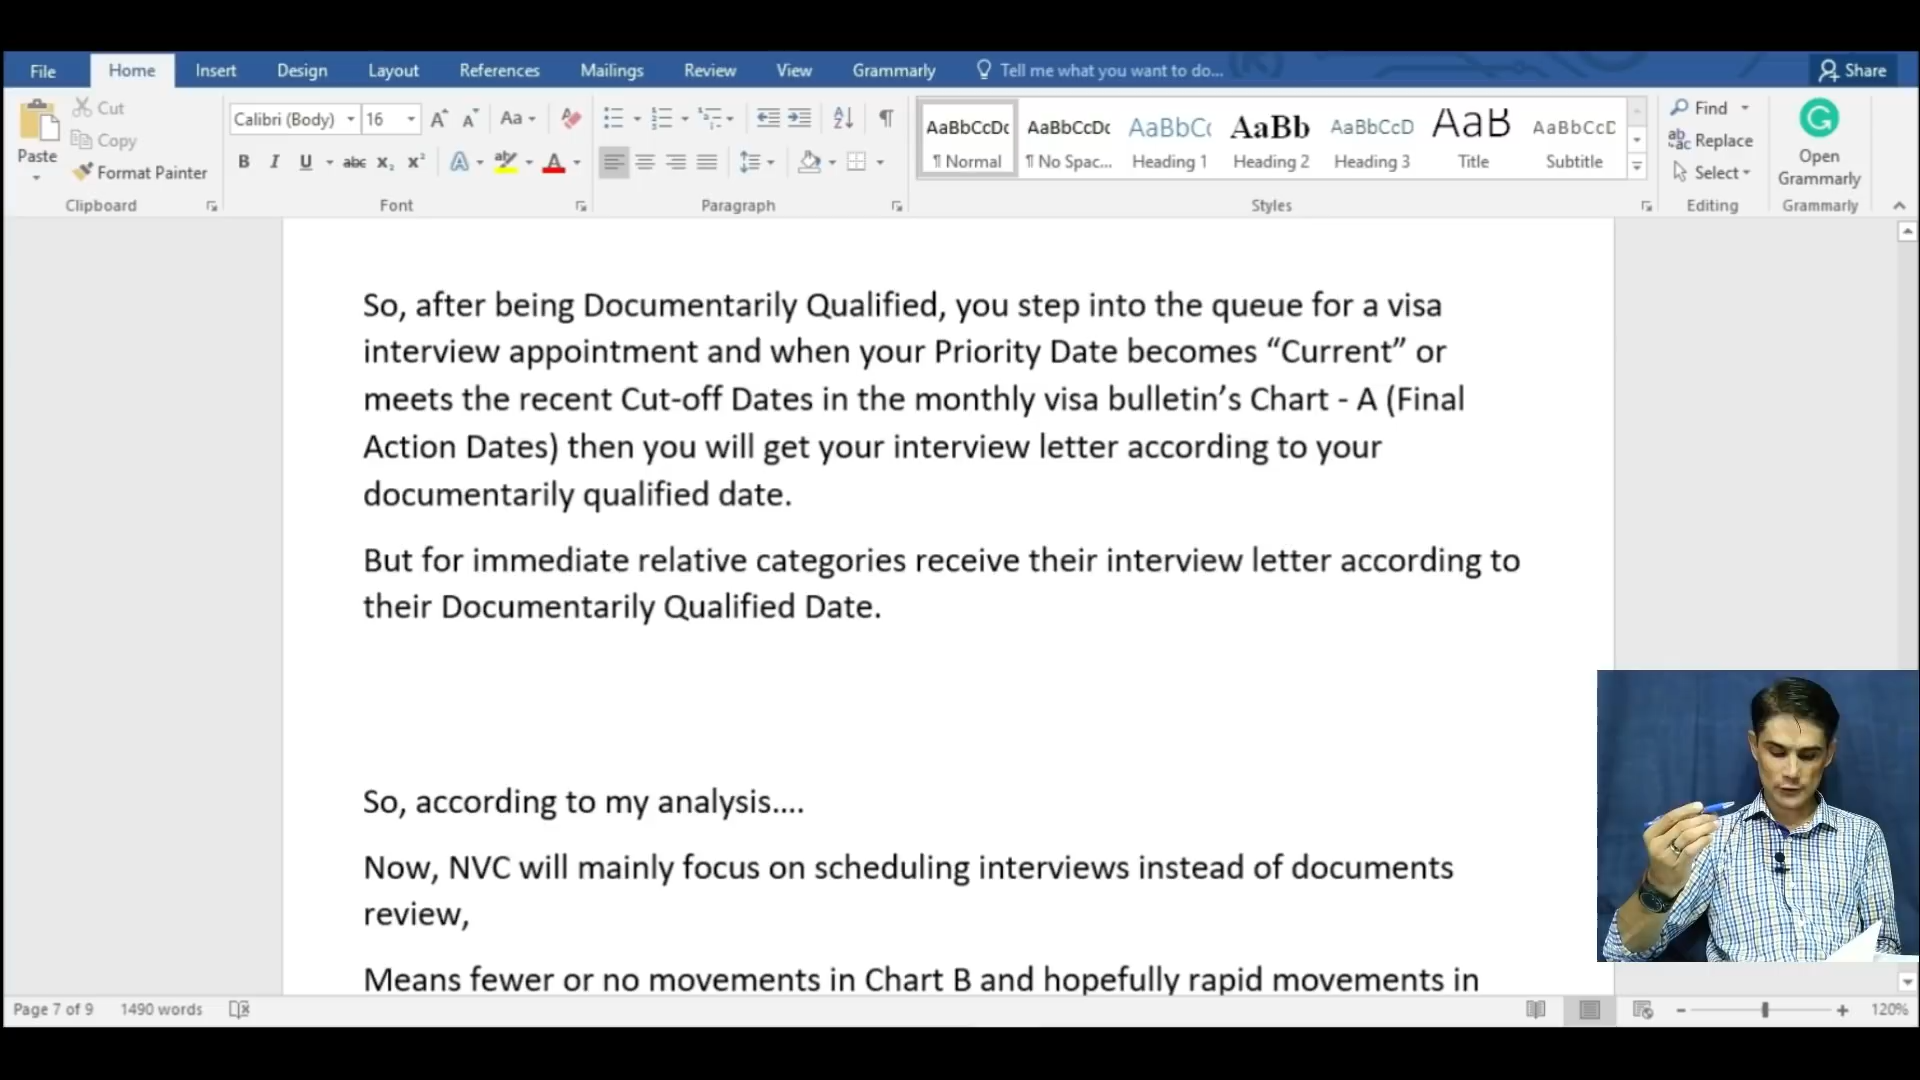 File Home Insert Design Layout References Mailings Review View Grammarly Tell me what you want to do... Share
Paste
Cut
Copy
Format Painter
Clipboard
Calibri (Body) 16 Aa
B I U abc X₂ X² A ab A
Font
Paragraph
AaBbCcDc AaBbCcDc AaBbC( AaBb AaBbCcD AaB AaBbCcD
¶ Normal ¶ No Spac... Heading 1 Heading 2 Heading 3 Title Subtitle
Styles
Find
Replace
Select
Editing
Open
Grammarly
Grammarly
So, after being Documentarily Qualified, you step into the queue for a visa
interview appointment and when your Priority Date becomes “Current” or
meets the recent Cut-off Dates in the monthly visa bulletin’s Chart - A (Final
Action Dates) then you will get your interview letter according to your
documentarily qualified date.
But for immediate relative categories receive their interview letter according to
their Documentarily Qualified Date.
So, according to my analysis....
Now, NVC will mainly focus on scheduling interviews instead of documents
review,
Means fewer or no movements in Chart B and hopefully rapid movements in
Page 7 of 9 1490 words 120%